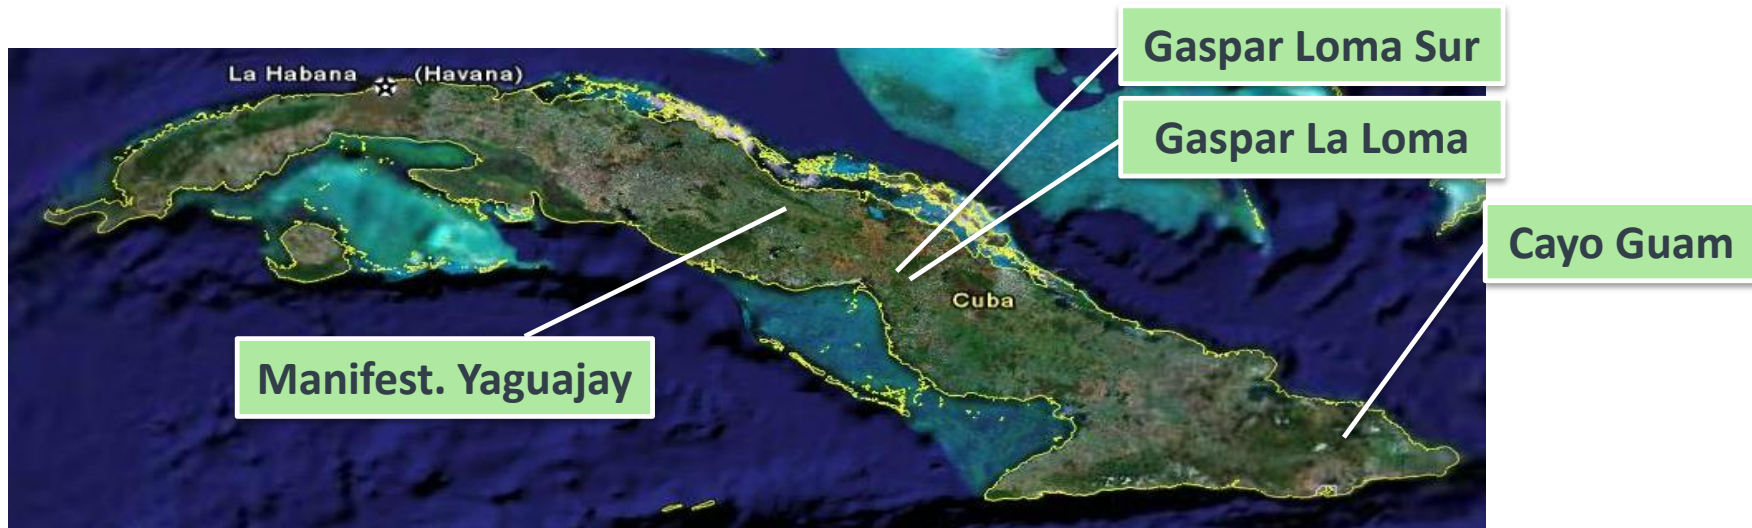 Gaspar Loma Sur
La Habana (Havana)
Gaspar La Loma
Cayo Guam
Cuba
Manifest. Yaguajay